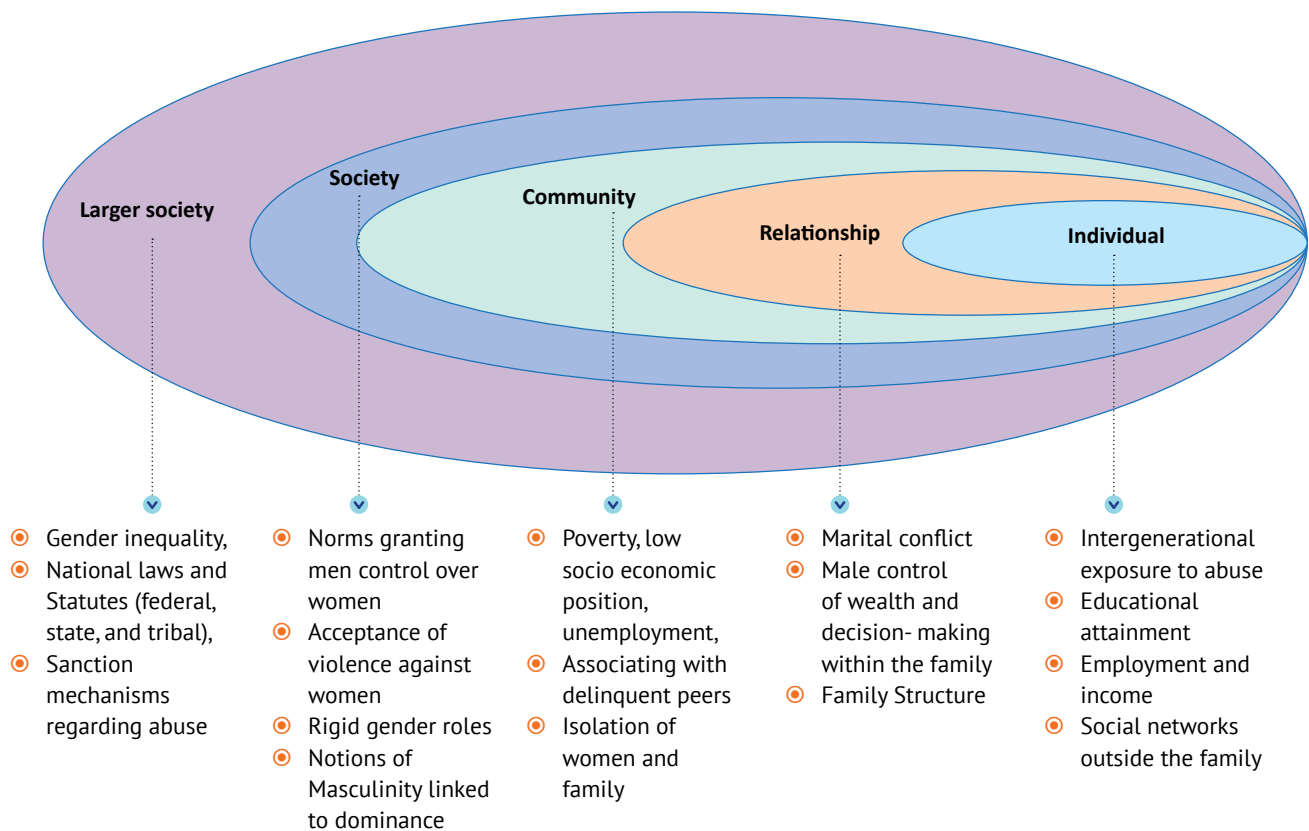 Larger society
Society
Community
Relationship
Individual
Gender inequality,
National laws and
Statutes (federal,
state, and tribal),
Sanction
mechanisms
regarding abuse
Norms granting
men control over
women
Acceptance of
violence against
women
Rigid gender roles
Notions of
Masculinity linked
to dominance
Poverty, low
socio economic
position,
unemployment,
Associating with
delinquent peers
Isolation of
women and
family
Marital conflict
Male control
of wealth and
decision- making
within the family
Family Structure
Intergenerational
exposure to abuse
Educational
attainment
Employment and
income
Social networks
outside the family